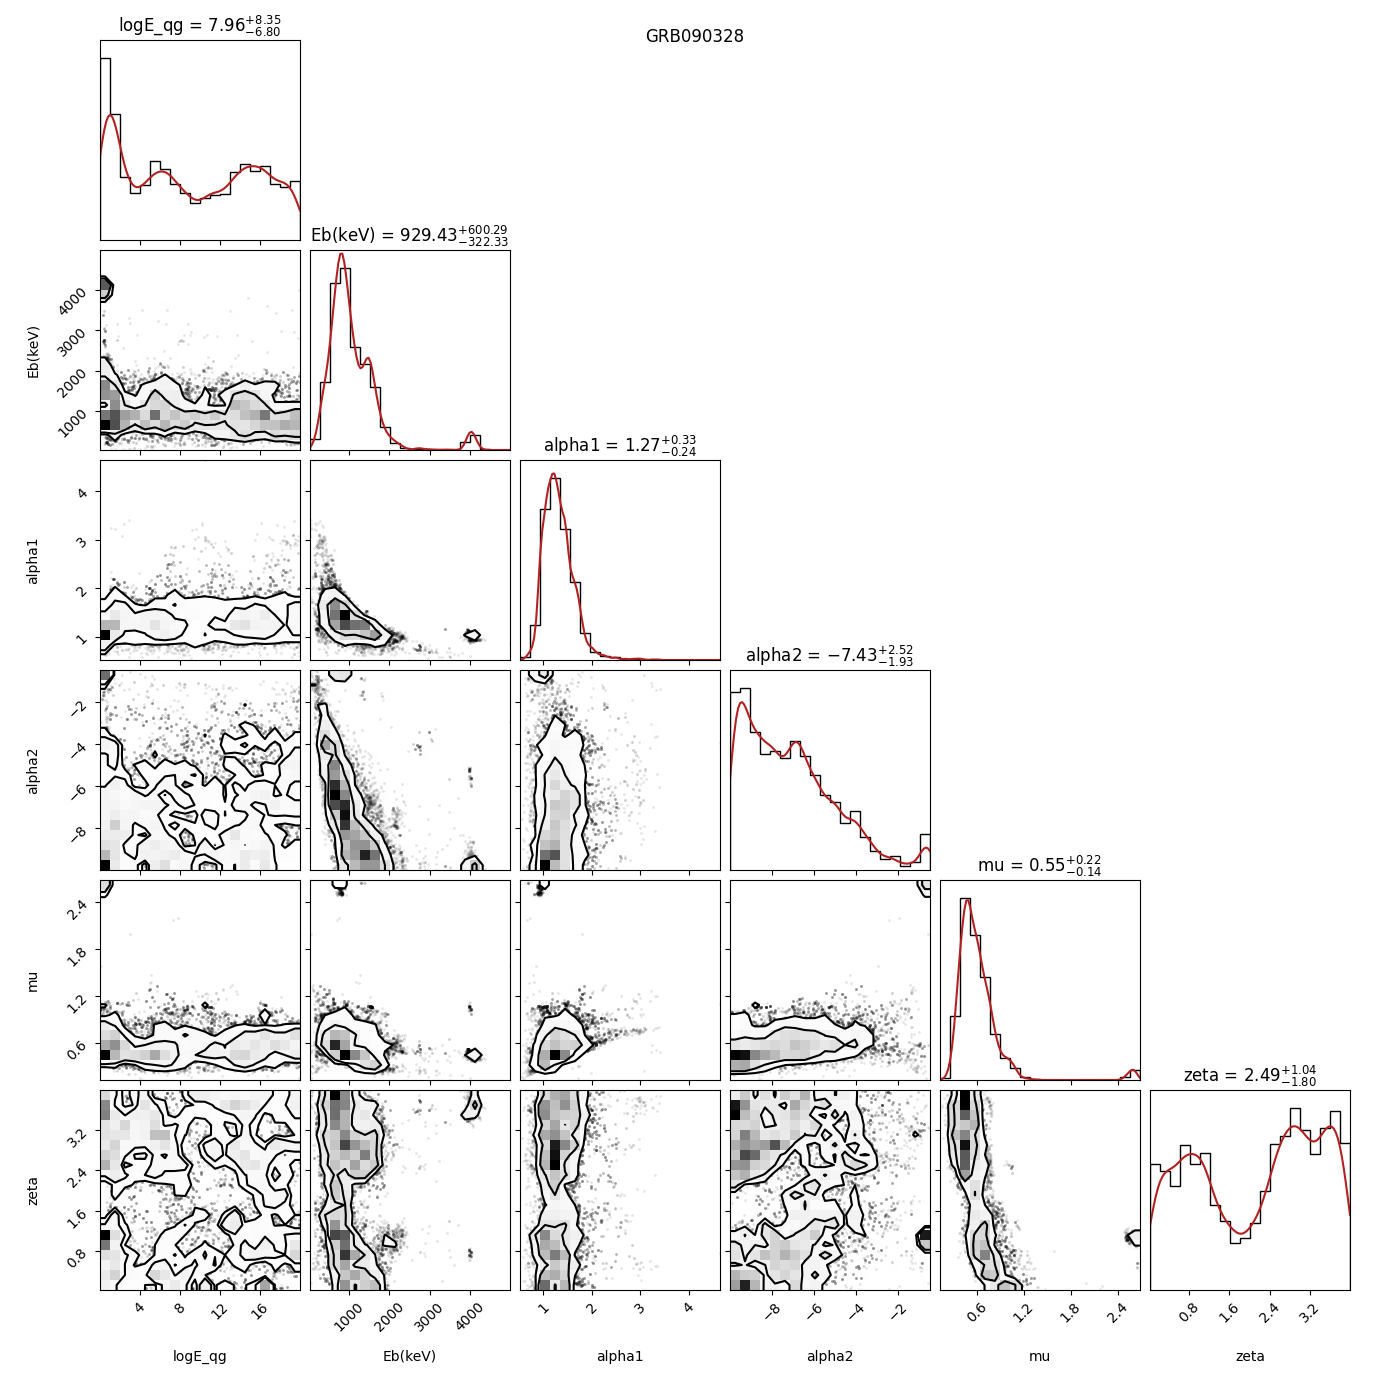 GRB090328
logE_qg = 7.96+8.35−6.80
Eb(keV) = 929.43+600.29−322.33
Eb(keV)
4000
3000
2000
1000
alpha1 = 1.27+0.33−0.24
alpha1
4
3
2
1
alpha2 = −7.43+2.52−1.93
alpha2
−2
−4
−6
−8
mu = 0.55+0.22−0.14
mu
2.4
1.8
1.2
0.6
zeta = 2.49+1.04−1.80
zeta
3.2
2.4
1.6
0.8
4 8 12 16
1000 2000 3000 4000
1 2 3 4
−8 −6 −4 −2
0.6 1.2 1.8 2.4
0.8 1.6 2.4 3.2
logE_qg Eb(keV) alpha1 alpha2 mu zeta